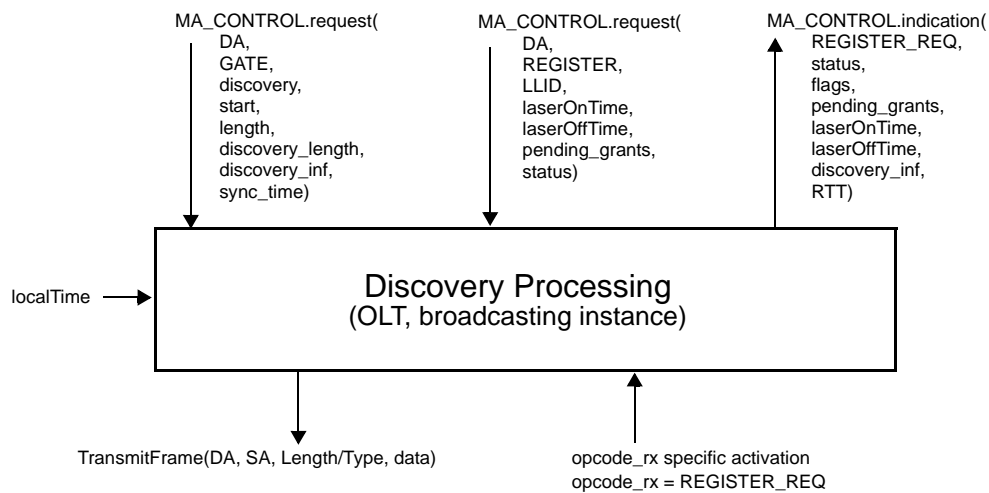 MA_CONTROL.request(
DA,
GATE,
discovery,
start,
length,
discovery_length,
discovery_inf,
sync_time)
MA_CONTROL.request(
DA,
REGISTER,
LLID,
laserOnTime,
laserOffTime,
pending_grants,
status)
MA_CONTROL.indication(
REGISTER_REQ,
status,
flags,
pending_grants,
laserOnTime,
laserOffTime,
discovery_inf,
RTT)
localTime
Discovery Processing
(OLT, broadcasting instance)
TransmitFrame(DA, SA, Length/Type, data)
opcode_rx specific activation
opcode_rx = REGISTER_REQ